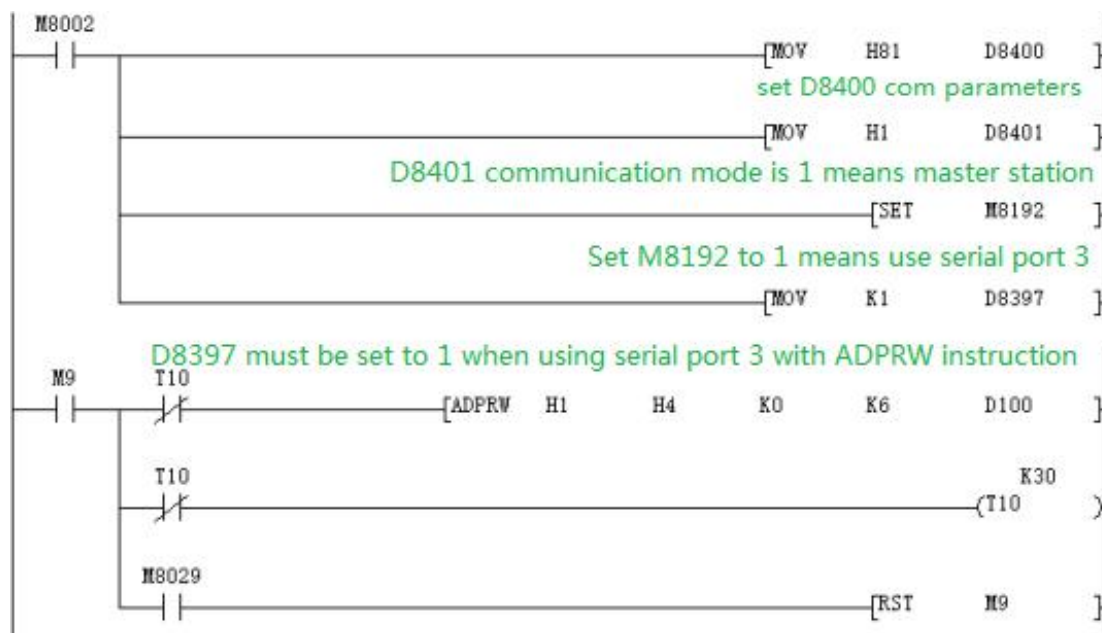 M8002
[MOV H81 D8400 ]
set D8400 com parameters
[MOV H1 D8401 ]
D8401 communication mode is 1 means master station
[SET M8192 ]
Set M8192 to 1 means use serial port 3
[MOV K1 D8397 ]
D8397 must be set to 1 when using serial port 3 with ADPRW instruction
M9 T10
[ADPRW H1 H4 K0 K6 D100 ]
T10 K30
(T10 )
M8029
[RST M9 ]